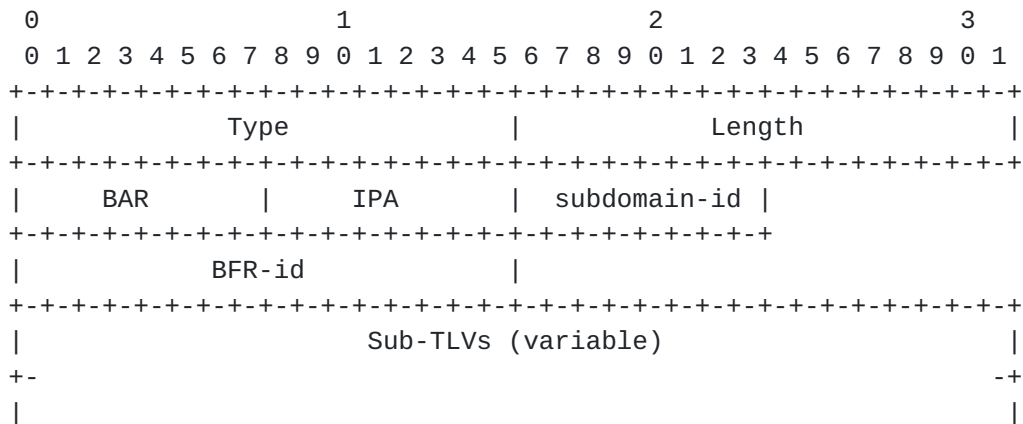 0                   1                   2                   3
 0 1 2 3 4 5 6 7 8 9 0 1 2 3 4 5 6 7 8 9 0 1 2 3 4 5 6 7 8 9 0 1
+-+-+-+-+-+-+-+-+-+-+-+-+-+-+-+-+-+-+-+-+-+-+-+-+-+-+-+-+-+-+-+-+
|             Type              |            Length             |
+-+-+-+-+-+-+-+-+-+-+-+-+-+-+-+-+-+-+-+-+-+-+-+-+-+-+-+-+-+-+-+-+
|     BAR       |     IPA       |  subdomain-id |
+-+-+-+-+-+-+-+-+-+-+-+-+-+-+-+-+-+-+-+-+-+-+-+-+
|            BFR-id             |
+-+-+-+-+-+-+-+-+-+-+-+-+-+-+-+-+-+-+-+-+-+-+-+-+-+-+-+-+-+-+-+-+
|                      Sub-TLVs (variable)                      |
+-                                                             -+
|                                                               |